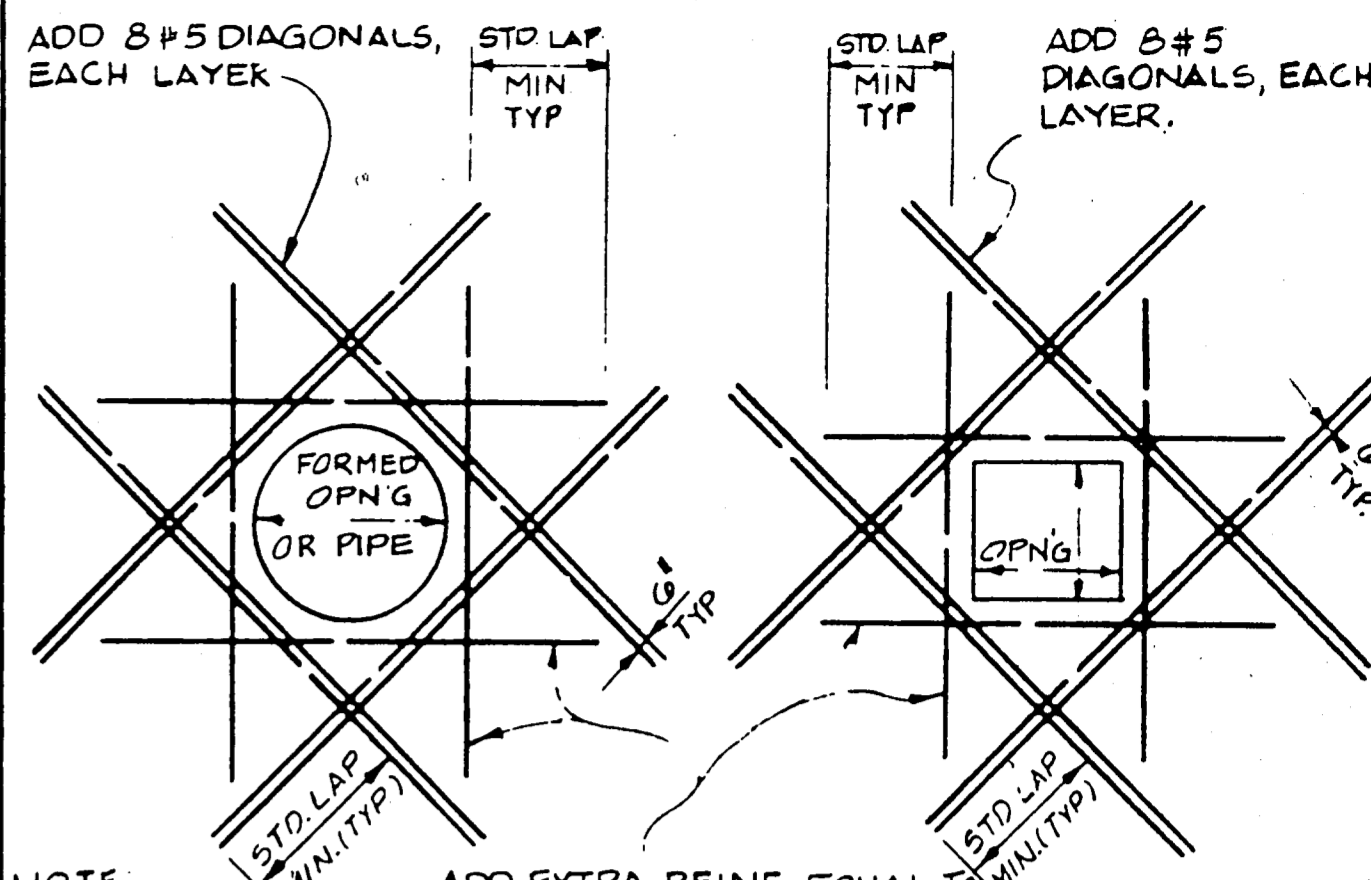 ADD 8#5 DIAGONALS,
EACH LAYER
STD. LAP
MIN
TYP
STD. LAP
MIN
TYP
ADD 8#5
DIAGONALS, EACH
LAYER.
FORMED
OPN'G
OR PIPE
6"
TYP
OPN'G
TYP.
STD. LAP
MIN. (TYP.)
STD LAP
MIN. (TYP)
NOTE
ADD EXTRA REINF. EQUAL TO